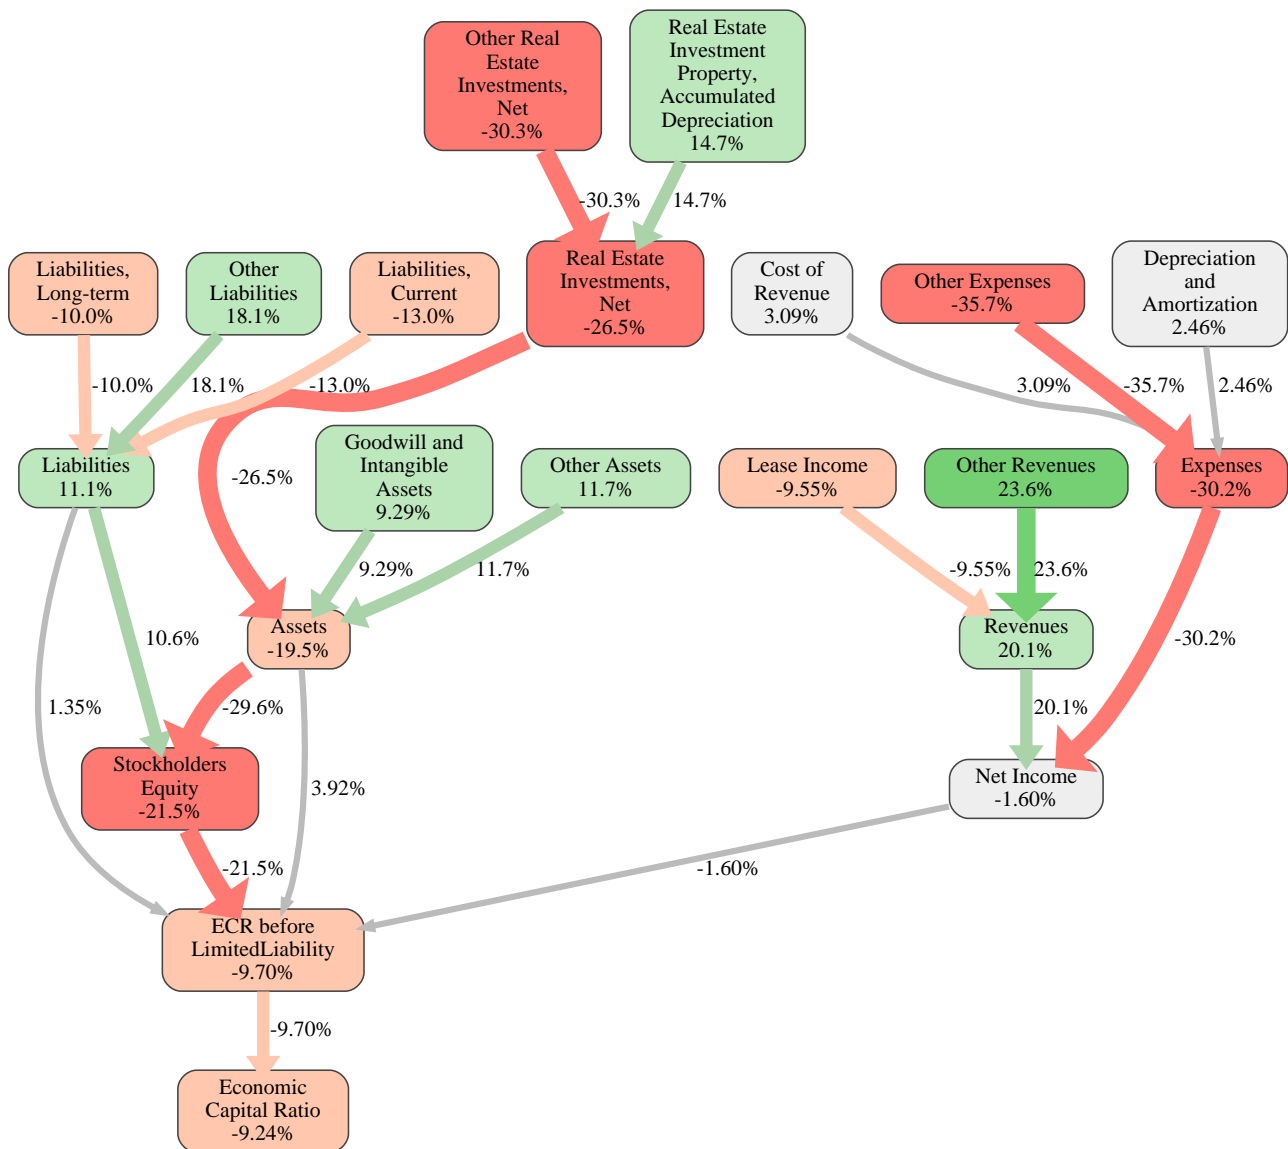 Other Real
Estate
Investments,
Net
-30.3%
Real Estate
Investment
Property,
Accumulated
Depreciation
14.7%
-30.3%
14.7%
Liabilities,
Long-term
-10.0%
Other
Liabilities
18.1%
Liabilities,
Current
-13.0%
Real Estate
Investments,
Net
-26.5%
Cost of
Revenue
3.09%
Other Expenses
-35.7%
Depreciation
and
Amortization
2.46%
-10.0%
18.1%
-13.0%
3.09%
-35.7%
2.46%
Liabilities
11.1%
-26.5%
Goodwill and
Intangible
Assets
9.29%
Other Assets
11.7%
Lease Income
-9.55%
Other Revenues
23.6%
Expenses
-30.2%
9.29%
11.7%
-9.55%
23.6%
10.6%
Assets
-19.5%
Revenues
20.1%
-30.2%
1.35%
-29.6%
3.92%
20.1%
Stockholders
Equity
-21.5%
Net Income
-1.60%
-21.5%
-1.60%
ECR before
LimitedLiability
-9.70%
-9.70%
Economic
Capital Ratio
-9.24%